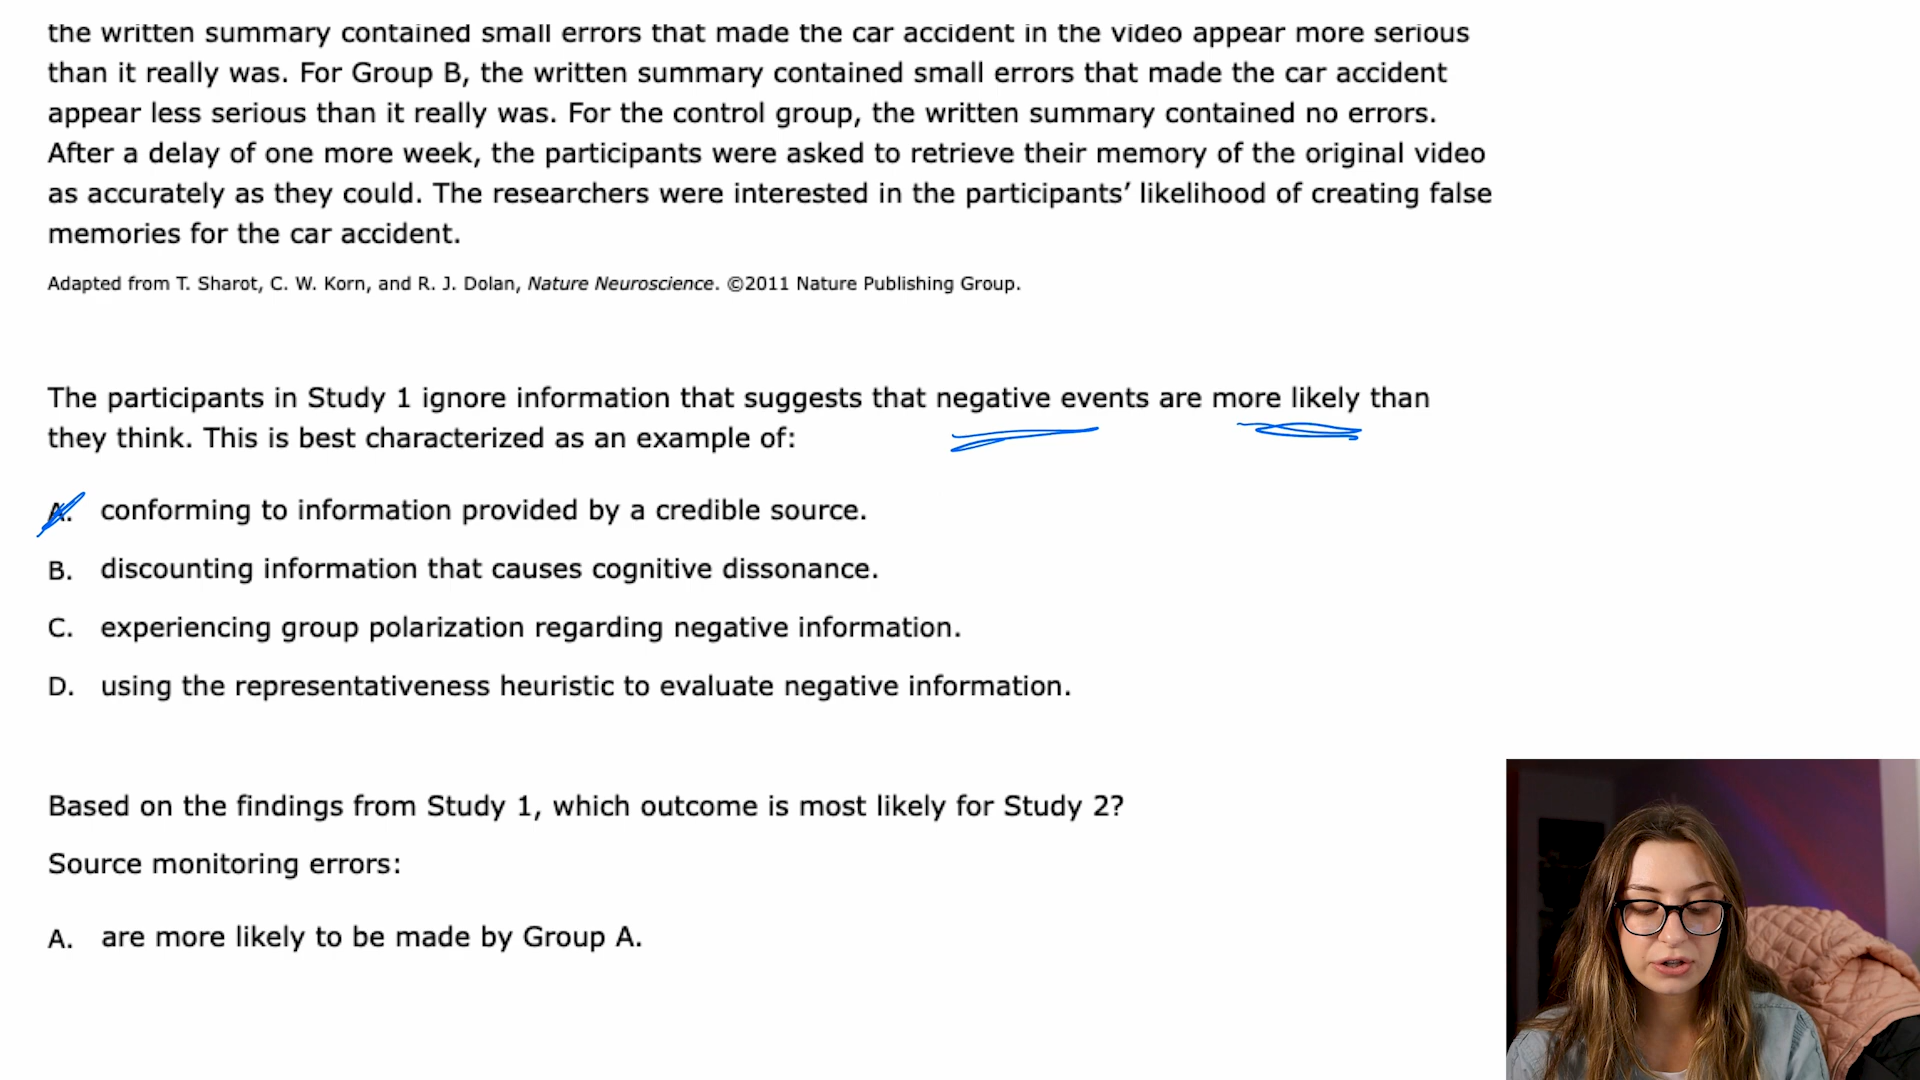 the written summary contained small errors that made the car accident in the video appear more serious
than it really was. For Group B, the written summary contained small errors that made the car accident
appear less serious than it really was. For the control group, the written summary contained no errors.
After a delay of one more week, the participants were asked to retrieve their memory of the original video
as accurately as they could. The researchers were interested in the participants’ likelihood of creating false
memories for the car accident.
Adapted from T. Sharot, C. W. Korn, and R. J. Dolan, Nature Neuroscience. ©2011 Nature Publishing Group.
The participants in Study 1 ignore information that suggests that negative events are more likely than
they think. This is best characterized as an example of:
A. conforming to information provided by a credible source.
B. discounting information that causes cognitive dissonance.
C. experiencing group polarization regarding negative information.
D. using the representativeness heuristic to evaluate negative information.
Based on the findings from Study 1, which outcome is most likely for Study 2?
Source monitoring errors:
A. are more likely to be made by Group A.